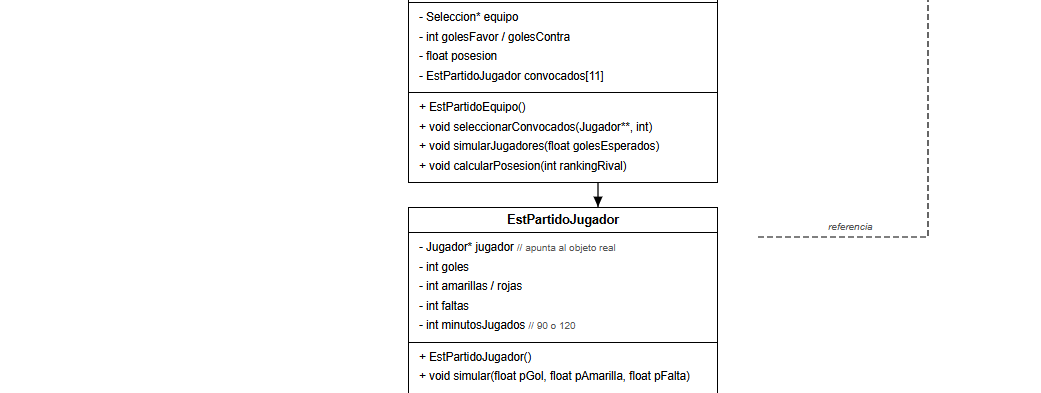 - Seleccion* equipo
- int golesFavor / golesContra
- float posesion
- EstPartidoJugador convocados[11]
+ EstPartidoEquipo()
+ void seleccionarConvocados(Jugador**, int)
+ void simularJugadores(float golesEsperados)
+ void calcularPosesion(int rankingRival)
EstPartidoJugador
referencia
- Jugador* jugador // apunta al objeto real
- int goles
- int amarillas / rojas
- int faltas
- int minutosJugados // 90 o 120
+ EstPartidoJugador()
+ void simular(float pGol, float pAmarilla, float pFalta)